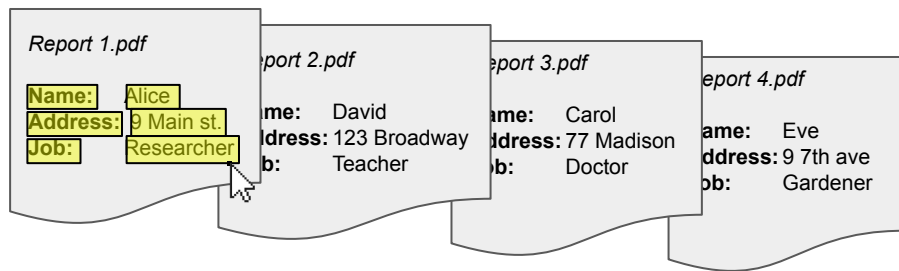 Report 1.pdf
Name: Alice
Address: 9 Main st.
Job: Researcher
eport 2.pdf
ame: David
ddress: 123 Broadway
b: Teacher
eport 3.pdf
ame: Carol
ddress: 77 Madison
ob: Doctor
eport 4.pdf
ame: Eve
ddress: 9 7th ave
ob: Gardener